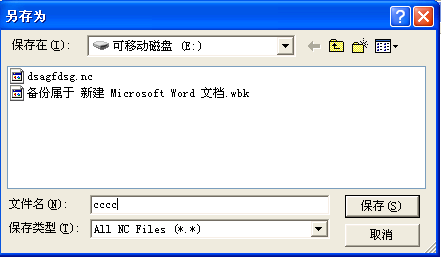 另存为
保存在(I):
可移动磁盘 (E:)
dsagfdsg.nc
备份属于 新建 Microsoft Word 文档.wbk
文件名(N):
cccc
保存(S)
保存类型(T):
All NC Files (*.*)
取消